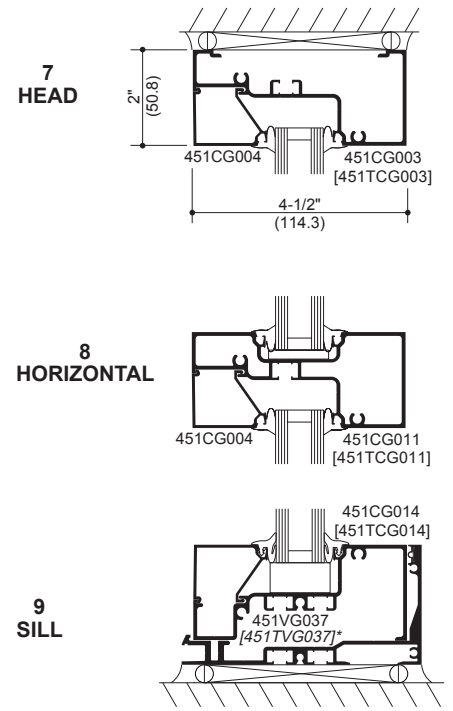 7
HEAD
2"
(50.8)
451CG004
451CG003
[451TCG003]
4-1/2"
(114.3)
8
HORIZONTAL
451CG004
451CG011
[451TCG011]
451CG014
[451TCG014]
9
SILL
451VG037
[451TVG037]*